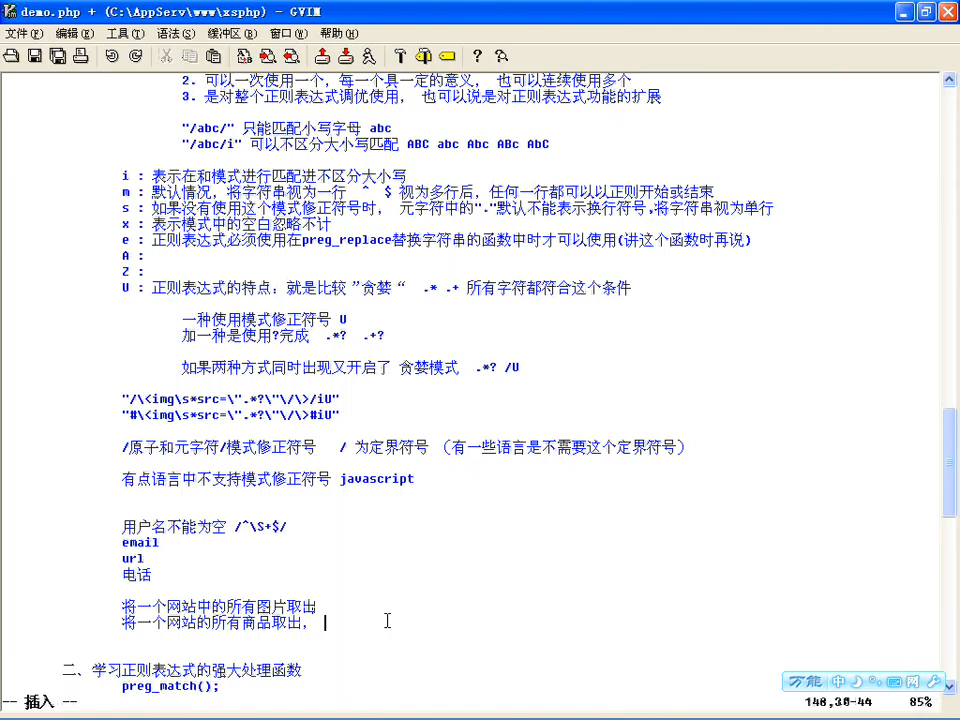 demo.php + (C:\AppServ\www\xsphp) - GVIM
文件(F) 编辑(E) 工具(T) 语法(S) 缓冲区(B) 窗口(W) 帮助(H)
2. 可以一次使用一个，每一个具一定的意义， 也可以连续使用多个
3. 是对整个正则表达式调优使用， 也可以说是对正则表达式功能的扩展
"/abc/" 只能匹配小写字母 abc
"/abc/i" 可以不区分大小写匹配 ABC abc Abc ABc AbC
i : 表示在和模式进行匹配进不区分大小写
m : 默认情况，将字符串视为一行 ^ $ 视为多行后，任何一行都可以以正则开始或结束
s : 如果没有使用这个模式修正符号时， 元字符中的"."默认不能表示换行符号,将字符串视为单行
x : 表示模式中的空白忽略不计
e : 正则表达式必须使用在preg_replace替换字符串的函数中时才可以使用(讲这个函数时再说)
A :
Z :
U : 正则表达式的特点：就是比较”贪婪“ .* .+ 所有字符都符合这个条件
一种使用模式修正符号 U
加一种是使用?完成 .*? .+?
如果两种方式同时出现又开启了 贪婪模式 .*? /U
"/\<img\s*src=\".*?\"\/\>/iU"
"#\<img\s*src=\".*?\"\/\>#iU"
/原子和元字符/模式修正符号 / 为定界符号 （有一些语言是不需要这个定界符号）
有点语言中不支持模式修正符号 javascript
用户名不能为空 /^\S+$/
email
url
电话
将一个网站中的所有图片取出
将一个网站的所有商品取出，
二、学习正则表达式的强大处理函数
preg_match();
万能 中 网
-- 插入 -- 148,30-44 85%